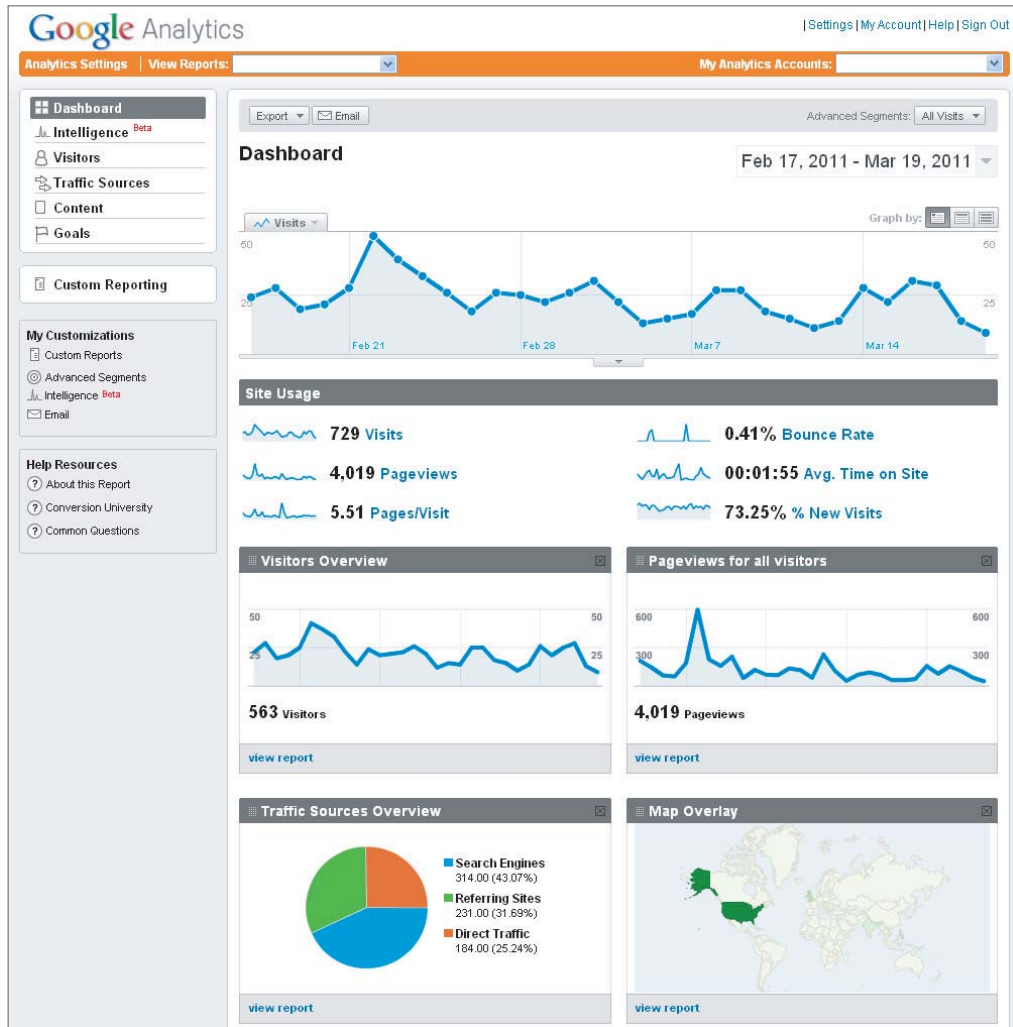 Google Analytics
| Settings | My Account | Help | Sign Out
Analytics Settings | View Reports:
My Analytics Accounts:
Dashboard
Intelligence Beta
Visitors
Traffic Sources
Content
Goals
Custom Reporting
My Customizations
Custom Reports
Advanced Segments
Intelligence Beta
Email
Help Resources
? About this Report
? Conversion University
? Common Questions
Export Email
Advanced Segments: All Visits
Dashboard
Feb 17, 2011 - Mar 19, 2011
Visits
Graph by:
50 50
25 25
Feb 21 Feb 28 Mar 7 Mar 14
Site Usage
729 Visits
4,019 Pageviews
5.51 Pages/Visit
0.41% Bounce Rate
00:01:55 Avg. Time on Site
73.25% % New Visits
Visitors Overview
50 50
25 25
563 Visitors
view report
Pageviews for all visitors
600 600
300 300
4,019 Pageviews
view report
Traffic Sources Overview
Search Engines
314.00 (43.07%)
Referring Sites
231.00 (31.69%)
Direct Traffic
184.00 (25.24%)
view report
Map Overlay
view report